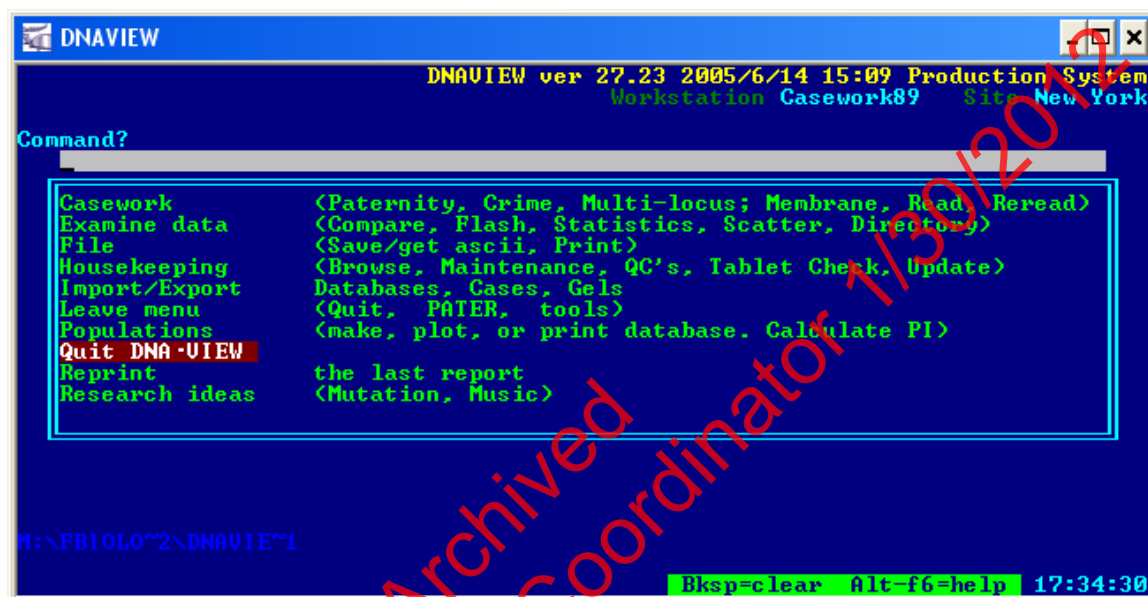 DNAVIEW
DNAVIEW ver 27.23 2005/6/14 15:09 Production System
Workstation Casework89 Site New York
Command?
Casework (Paternity, Crime, Multi-locus; Membrane, Read, Reread)
Examine data (Compare, Flash, Statistics, Scatter, Directory)
File (Save/get ascii, Print)
Housekeeping (Browse, Maintenance, QC's, Tablet Check, Update)
Import/Export Databases, Cases, Gels
Leave menu (Quit, PATER, tools)
Populations (make, plot, or print database. Calculate PI)
Quit DNA·VIEW
Reprint the last report
Research ideas (Mutation, Music)
M:\FBIOLO~2\DNAVIE~1
Bksp=clear Alt-f6=help 17:34:30
Archived
Coordinator 1/30/2012